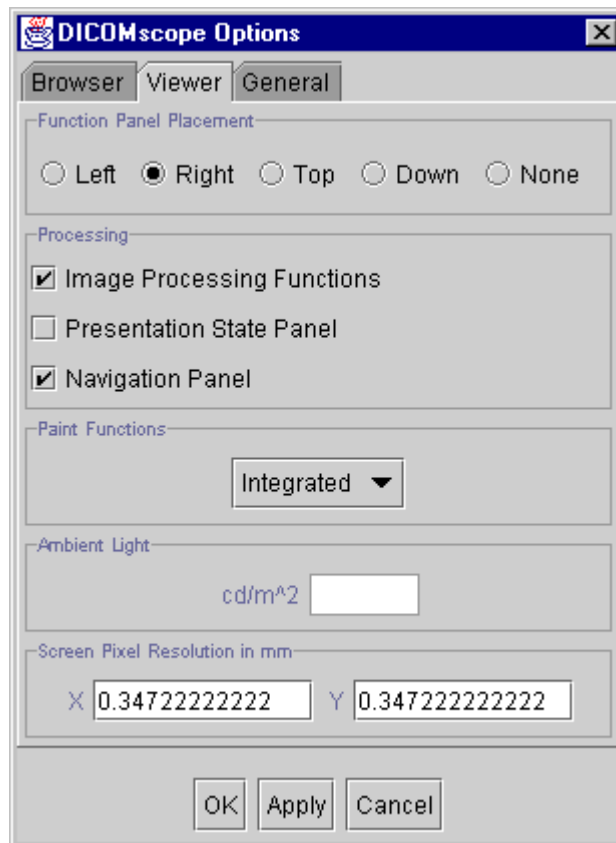 DICOMscope Options
Browser Viewer General
Function Panel Placement
Left Right Top Down None
Processing
Image Processing Functions
Presentation State Panel
Navigation Panel
Paint Functions
Integrated
Ambient Light
cd/m^2
Screen Pixel Resolution in mm
X 0.34722222222 Y 0.347222222222
OK Apply Cancel